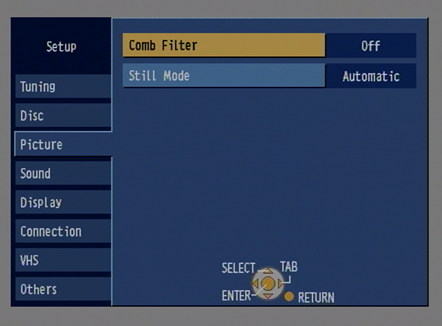 Setup
Tuning
Disc
Picture
Sound
Display
Connection
VHS
Others
Comb Filter Off
Still Mode Automatic
SELECT TAB
ENTER RETURN